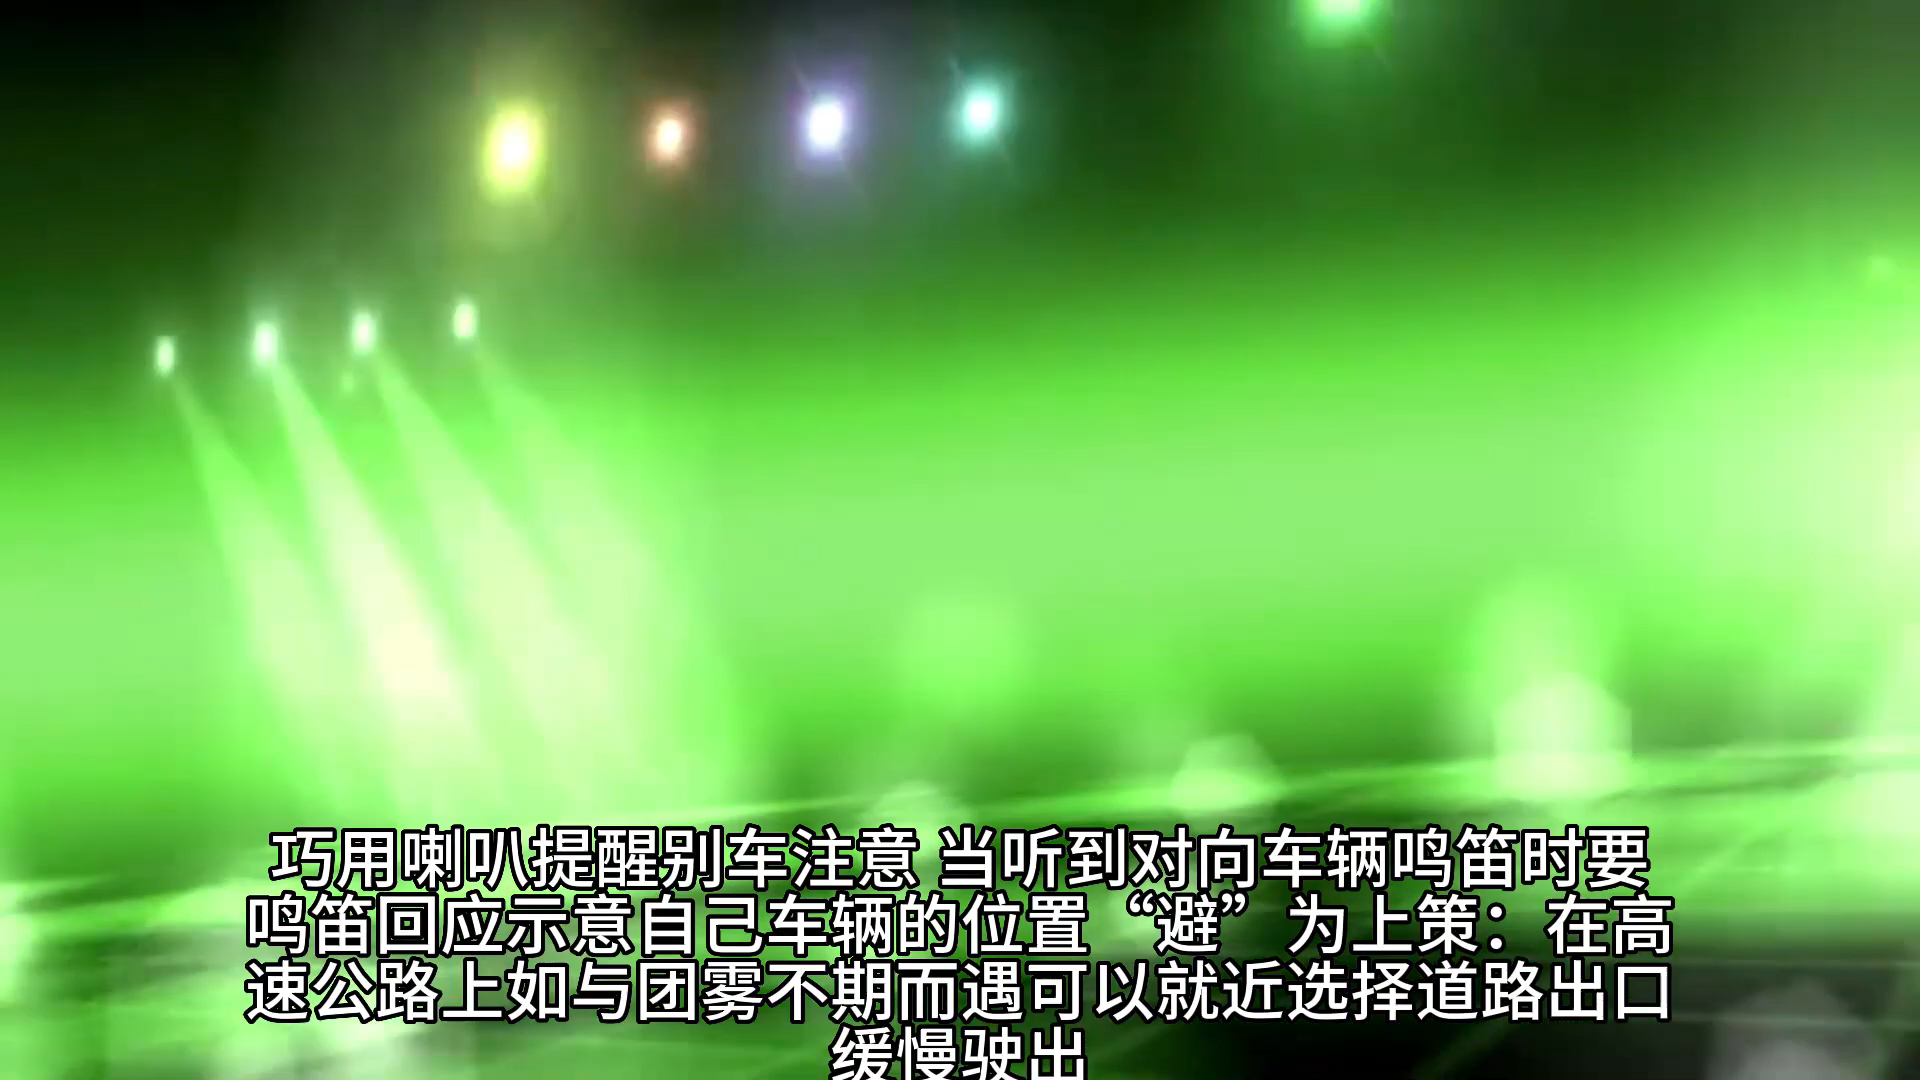 巧用喇叭提醒别车注意 当听到对向车辆鸣笛时要
鸣笛回应示意自己车辆的位置“避”为上策：在高
速公路上如与团雾不期而遇可以就近选择道路出口
缓慢驶出